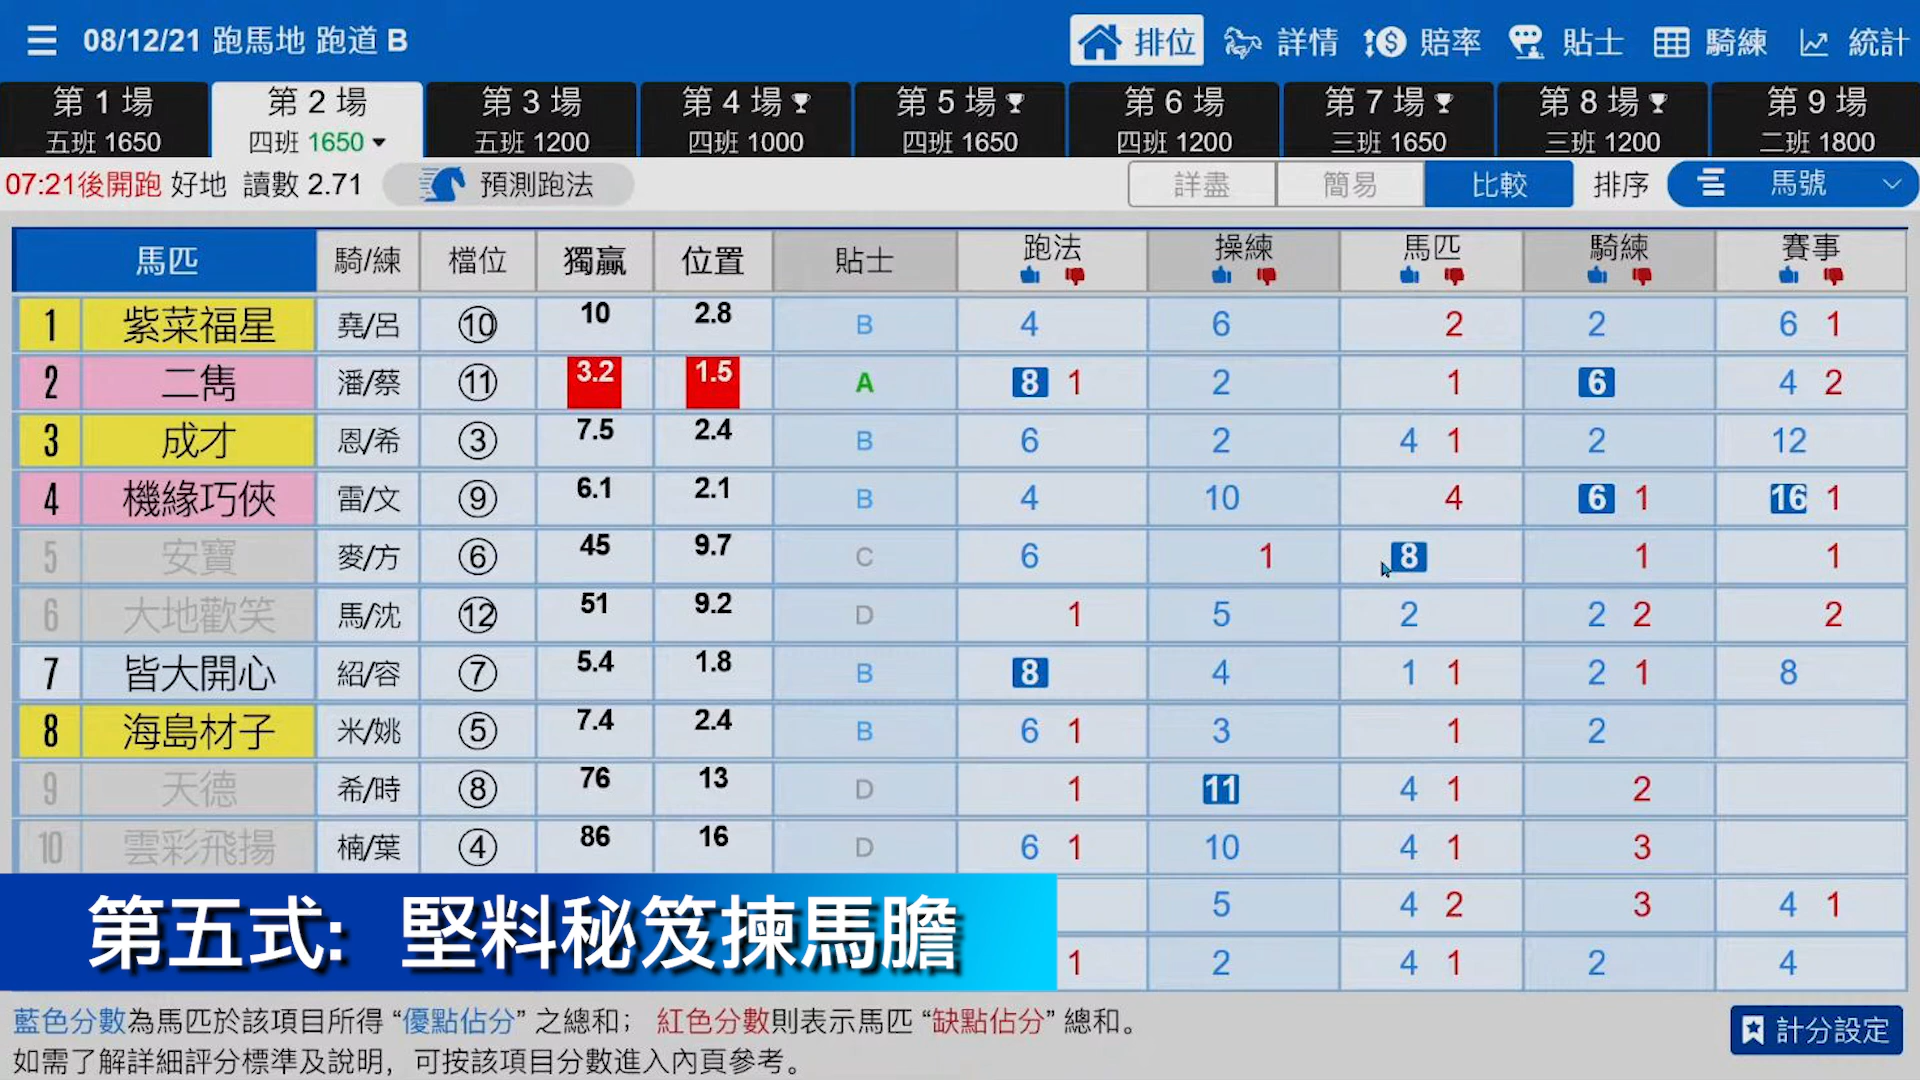 08/12/21 跑馬地 跑道 B
排位 詳情 賠率 貼士 騎練 統計
第 1 場 第 2 場 第 3 場 第 4 場 第 5 場 第 6 場 第 7 場 第 8 場 第 9 場
五班 1650 四班 1650 五班 1200 四班 1000 四班 1650 四班 1200 三班 1650 三班 1200 二班 1800
07:21後開跑 好地 讀數 2.71 預測跑法 詳盡 簡易 比較 排序 馬號
馬匹 騎/練 檔位 獨贏 位置 貼士 跑法 操練 馬匹 騎練 賽事
1 紫菜福星 堯/呂 10 10 2.8 B 4 6 2 2 6 1
2 二雋 潘/蔡 11 3.2 1.5 A 8 1 2 1 6 4 2
3 成才 恩/希 3 7.5 2.4 B 6 2 4 1 2 12
4 機緣巧俠 雷/文 9 6.1 2.1 B 4 10 4 6 1 16 1
5 安寶 麥/方 6 45 9.7 C 6 1 8 1 1
6 大地歡笑 馬/沈 12 51 9.2 D 1 5 2 2 2 2
7 皆大開心 紹/容 7 5.4 1.8 B 8 4 1 1 2 1 8
8 海島材子 米/姚 5 7.4 2.4 B 6 1 3 1 2
9 天德 希/時 8 76 13 D 1 11 4 1 2
10 雲彩飛揚 楠/葉 4 86 16 D 6 1 10 4 1 3
5 4 2 3 4 1
第五式: 堅料秘笈揀馬膽
1 2 4 1 2 4
藍色分數為馬匹於該項目所得 “優點佔分” 之總和； 紅色分數則表示馬匹 “缺點佔分” 總和。
如需了解詳細評分標準及說明，可按該項目分數進入內頁參考。
計分設定